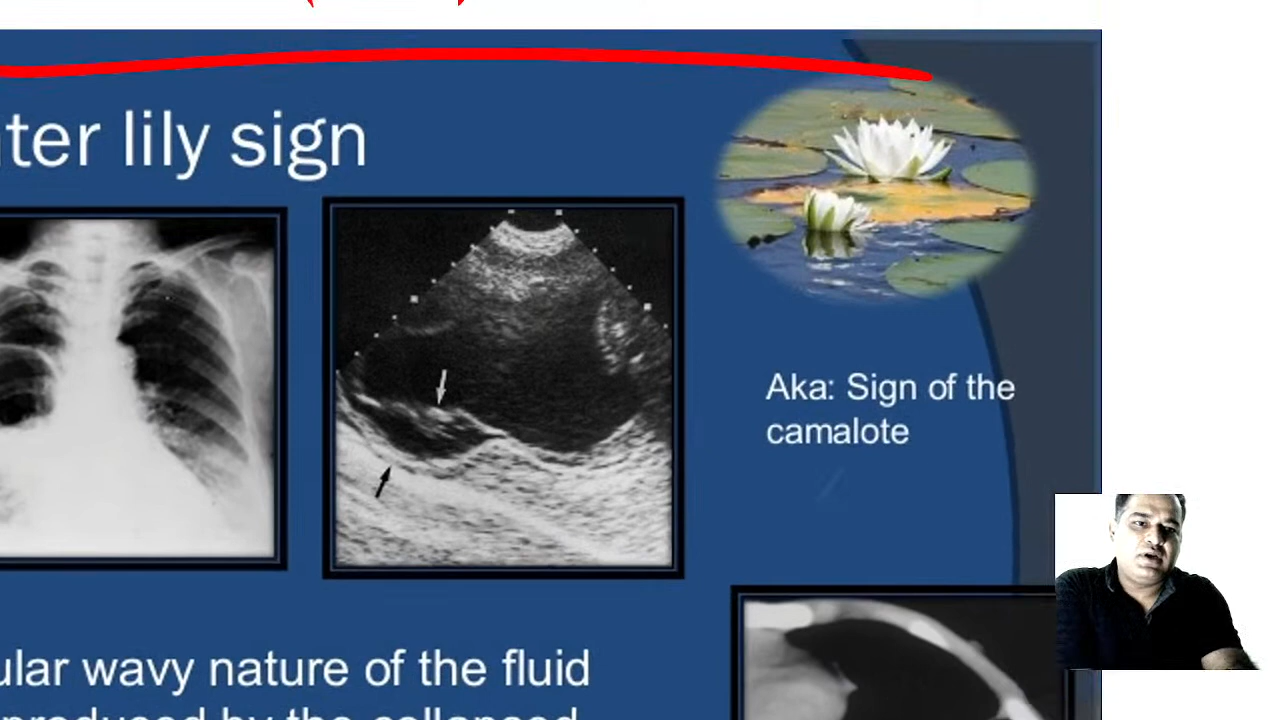 ter lily sign
Aka: Sign of the
camalote
ular wavy nature of the fluid
produced by the collapsed